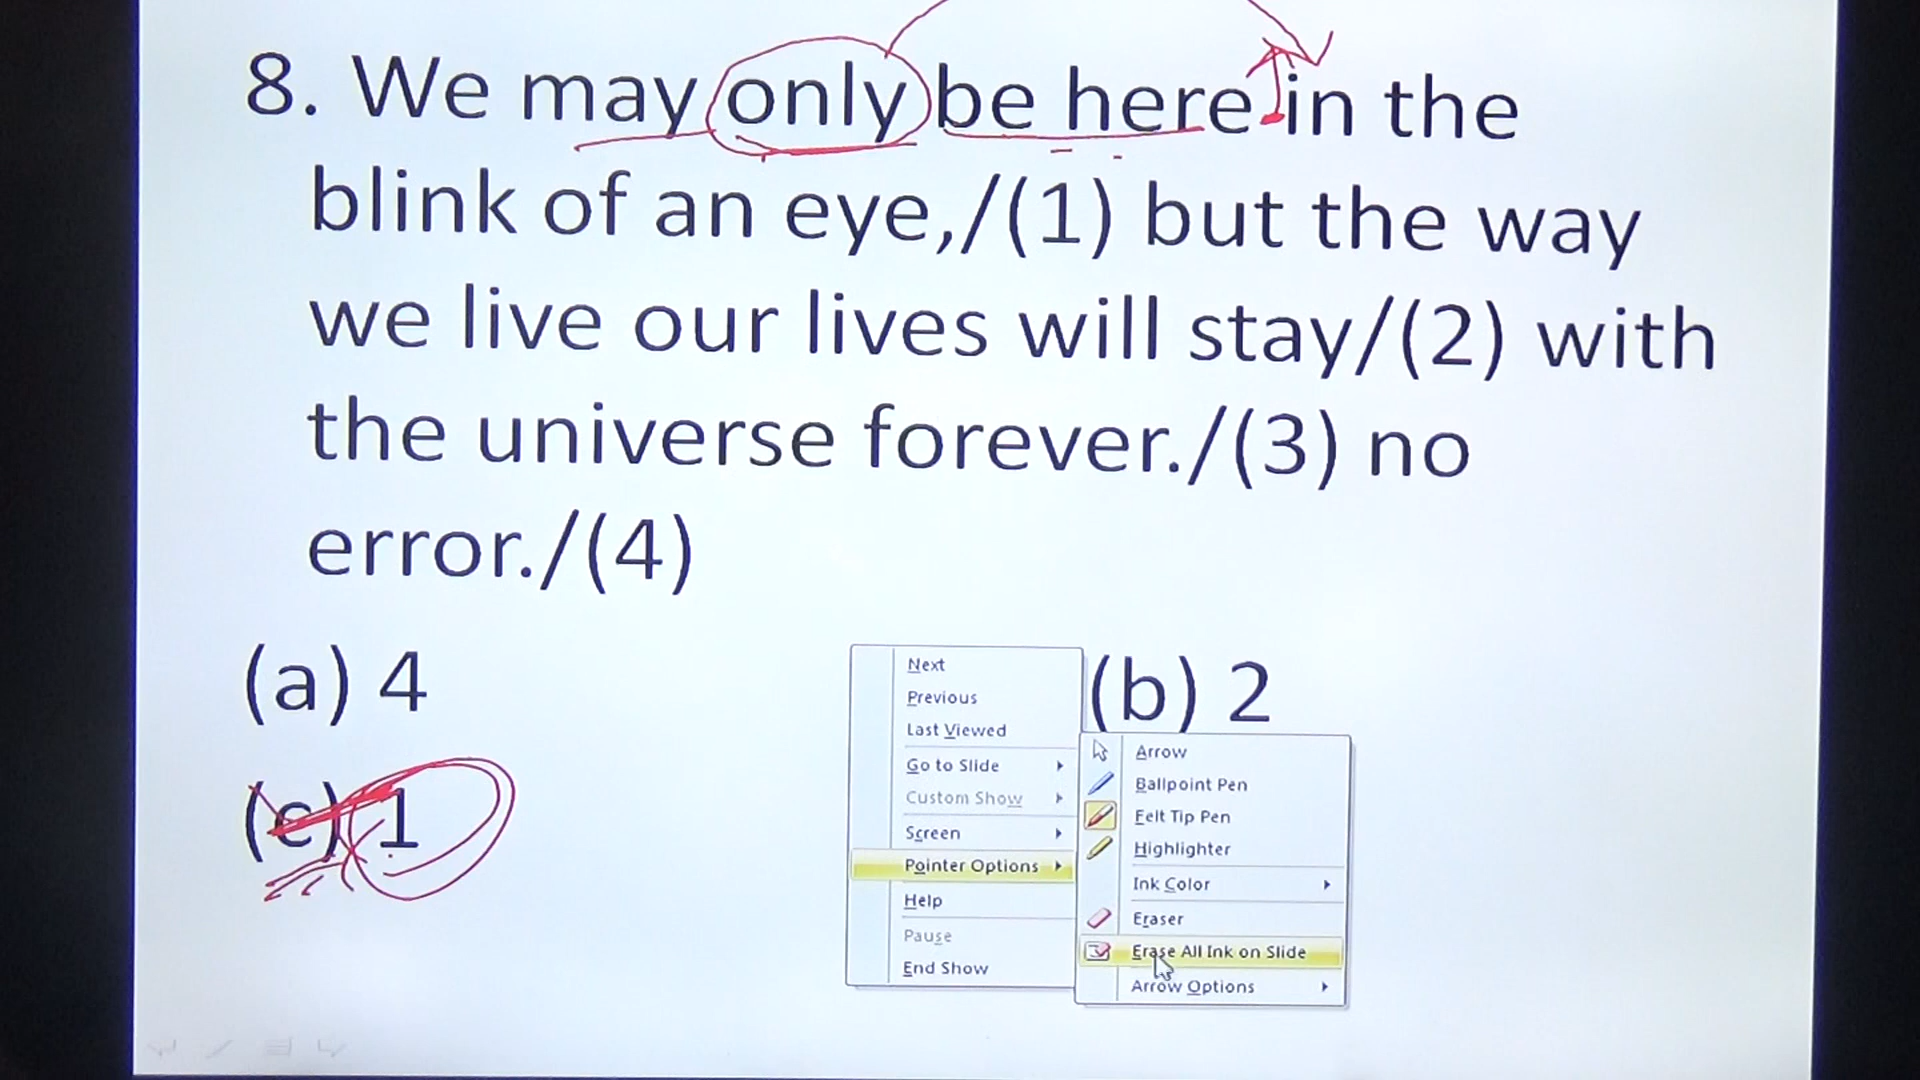 8. We may only be here in the
blink of an eye,/(1) but the way
we live our lives will stay/(2) with
the universe forever./(3) no
error./(4)
(a) 4
(b) 2
(c) 1
Next
Previous
Last Viewed
Go to Slide
Custom Show
Screen
Pointer Options
Help
Pause
End Show
Arrow
Ballpoint Pen
Felt Tip Pen
Highlighter
Ink Color
Eraser
Erase All Ink on Slide
Arrow Options